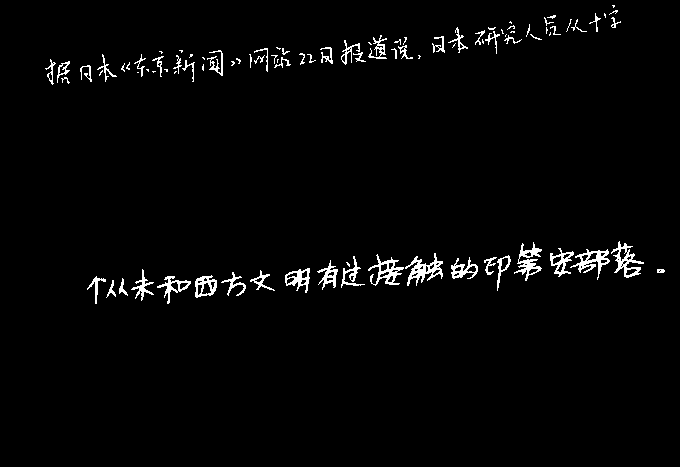 据日本《东京新闻》网站22日报道说，日本研究人员从十字
个从未和西方文明有过接触的印第安部落。